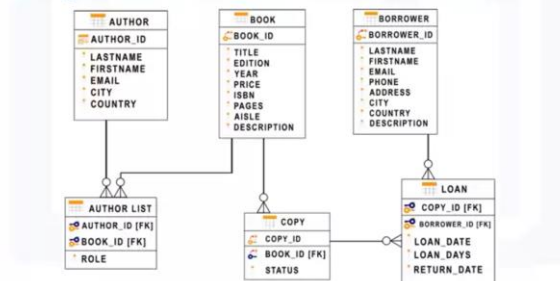 AUTHOR
AUTHOR_ID
LASTNAME
FIRSTNAME
EMAIL
CITY
COUNTRY
BOOK
BOOK_ID
TITLE
EDITION
YEAR
PRICE
ISBN
PAGES
AISLE
DESCRIPTION
BORROWER
BORROWER_ID
LASTNAME
FIRSTNAME
EMAIL
PHONE
ADDRESS
CITY
COUNTRY
DESCRIPTION
AUTHOR LIST
AUTHOR_ID [FK]
BOOK_ID [FK]
ROLE
COPY
COPY_ID
BOOK_ID [FK]
STATUS
LOAN
COPY_ID [FK]
BORROWER_ID [FK]
LOAN_DATE
LOAN_DAYS
RETURN_DATE